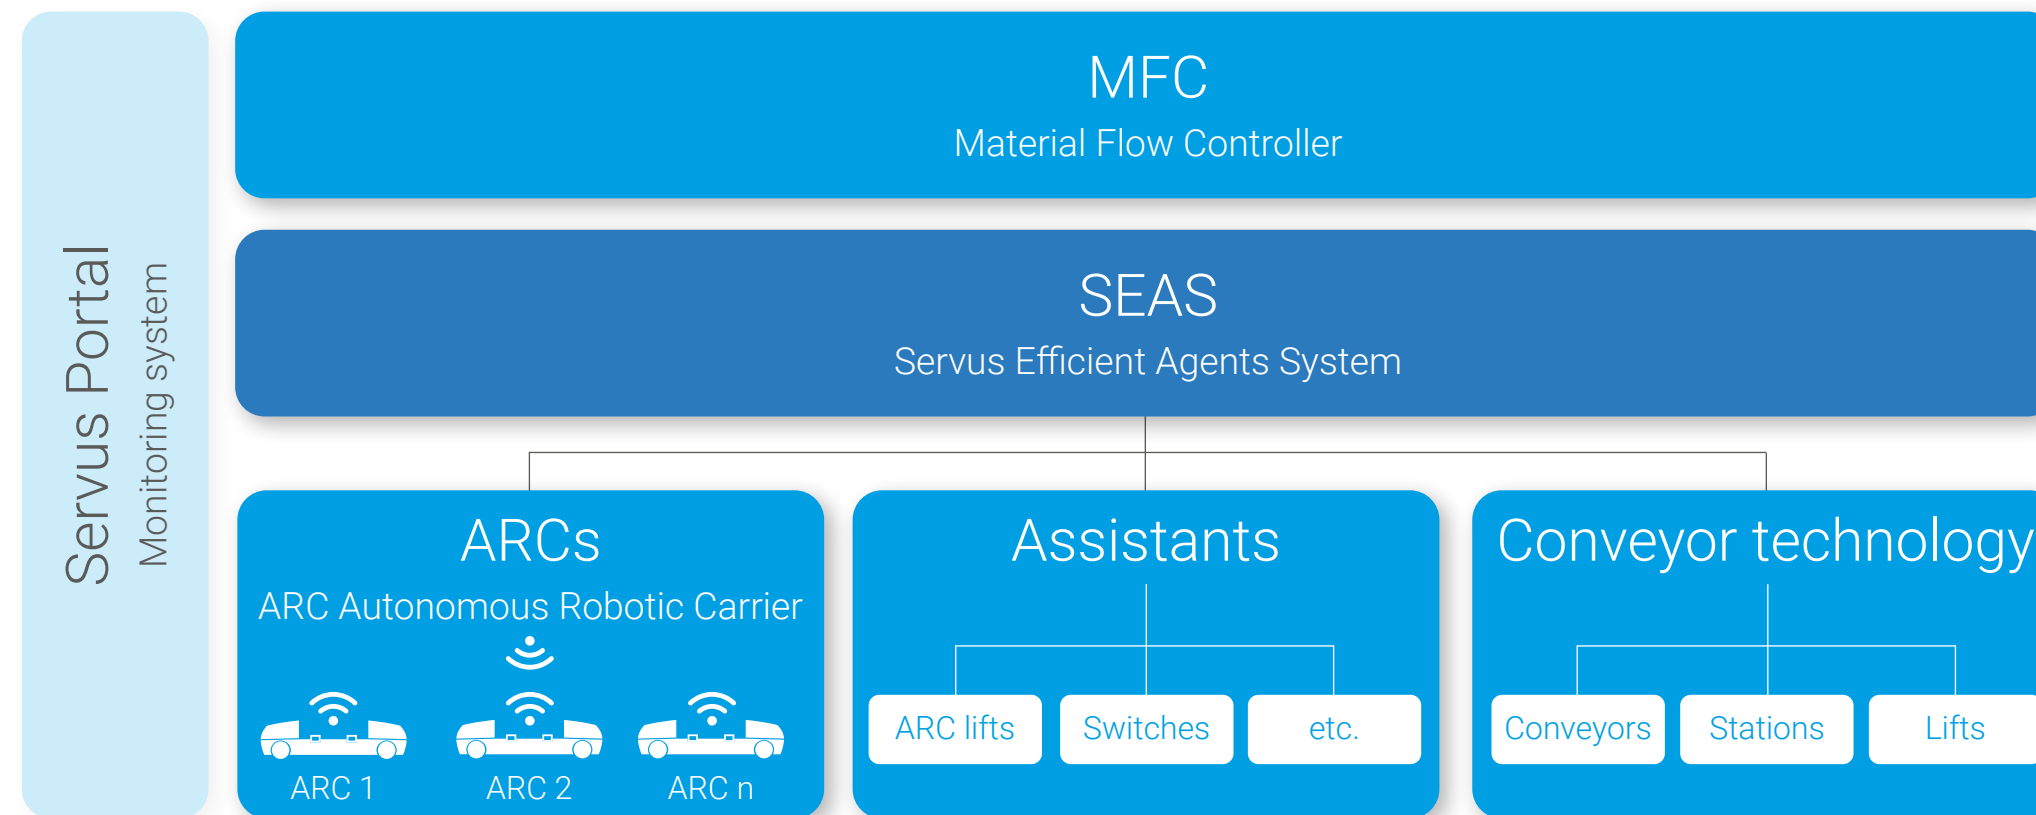 Servus Portal
Monitoring system
MFC
Material Flow Controller
SEAS
Servus Efficient Agents System
ARCs
ARC Autonomous Robotic Carrier
ARC 1
ARC 2
ARC n
Assistants
ARC lifts
Switches
etc.
Conveyor technology
Conveyors
Stations
Lifts